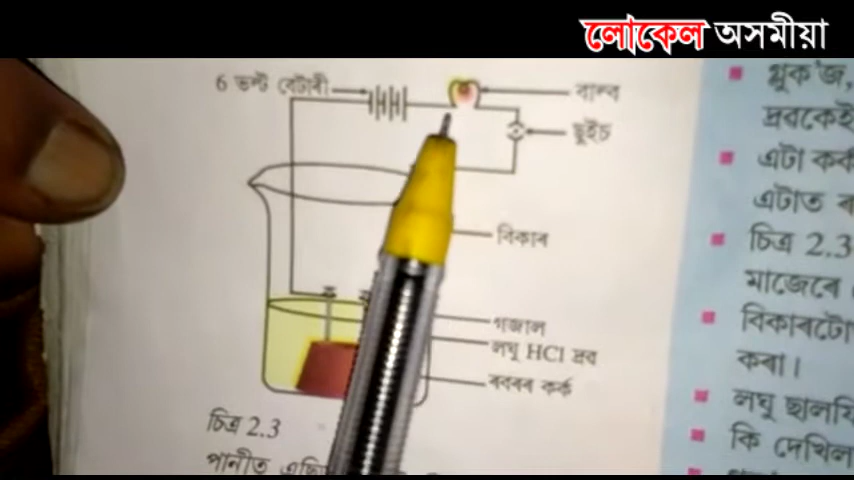 লোকেল অসমীয়া
6 ভল্ট বেটাৰী
বাল্ব
ছুইচ
বিকাৰ
গজাল
লঘু HCl দ্ৰৱ
ৰবৰৰ কৰ্ক
চিত্ৰ 2.3
পানীত
গ্লুক'জ,
দ্ৰৱকেই
এটা কৰ্ক
এটাত
চিত্ৰ 2.3
মাজেৰে
বিকাৰটো
কৰা।
লঘু
কি দেখিল